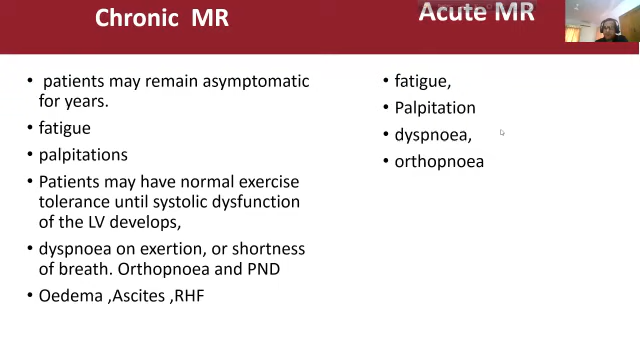 Chronic MR
• patients may remain asymptomatic
for years.
• fatigue
• palpitations
• Patients may have normal exercise
tolerance until systolic dysfunction
of the LV develops,
• dyspnoea on exertion, or shortness
of breath. Orthopnoea and PND
• Oedema ,Ascites ,RHF
Acute MR
• fatigue,
• Palpitation
• dyspnoea,
• orthopnoea